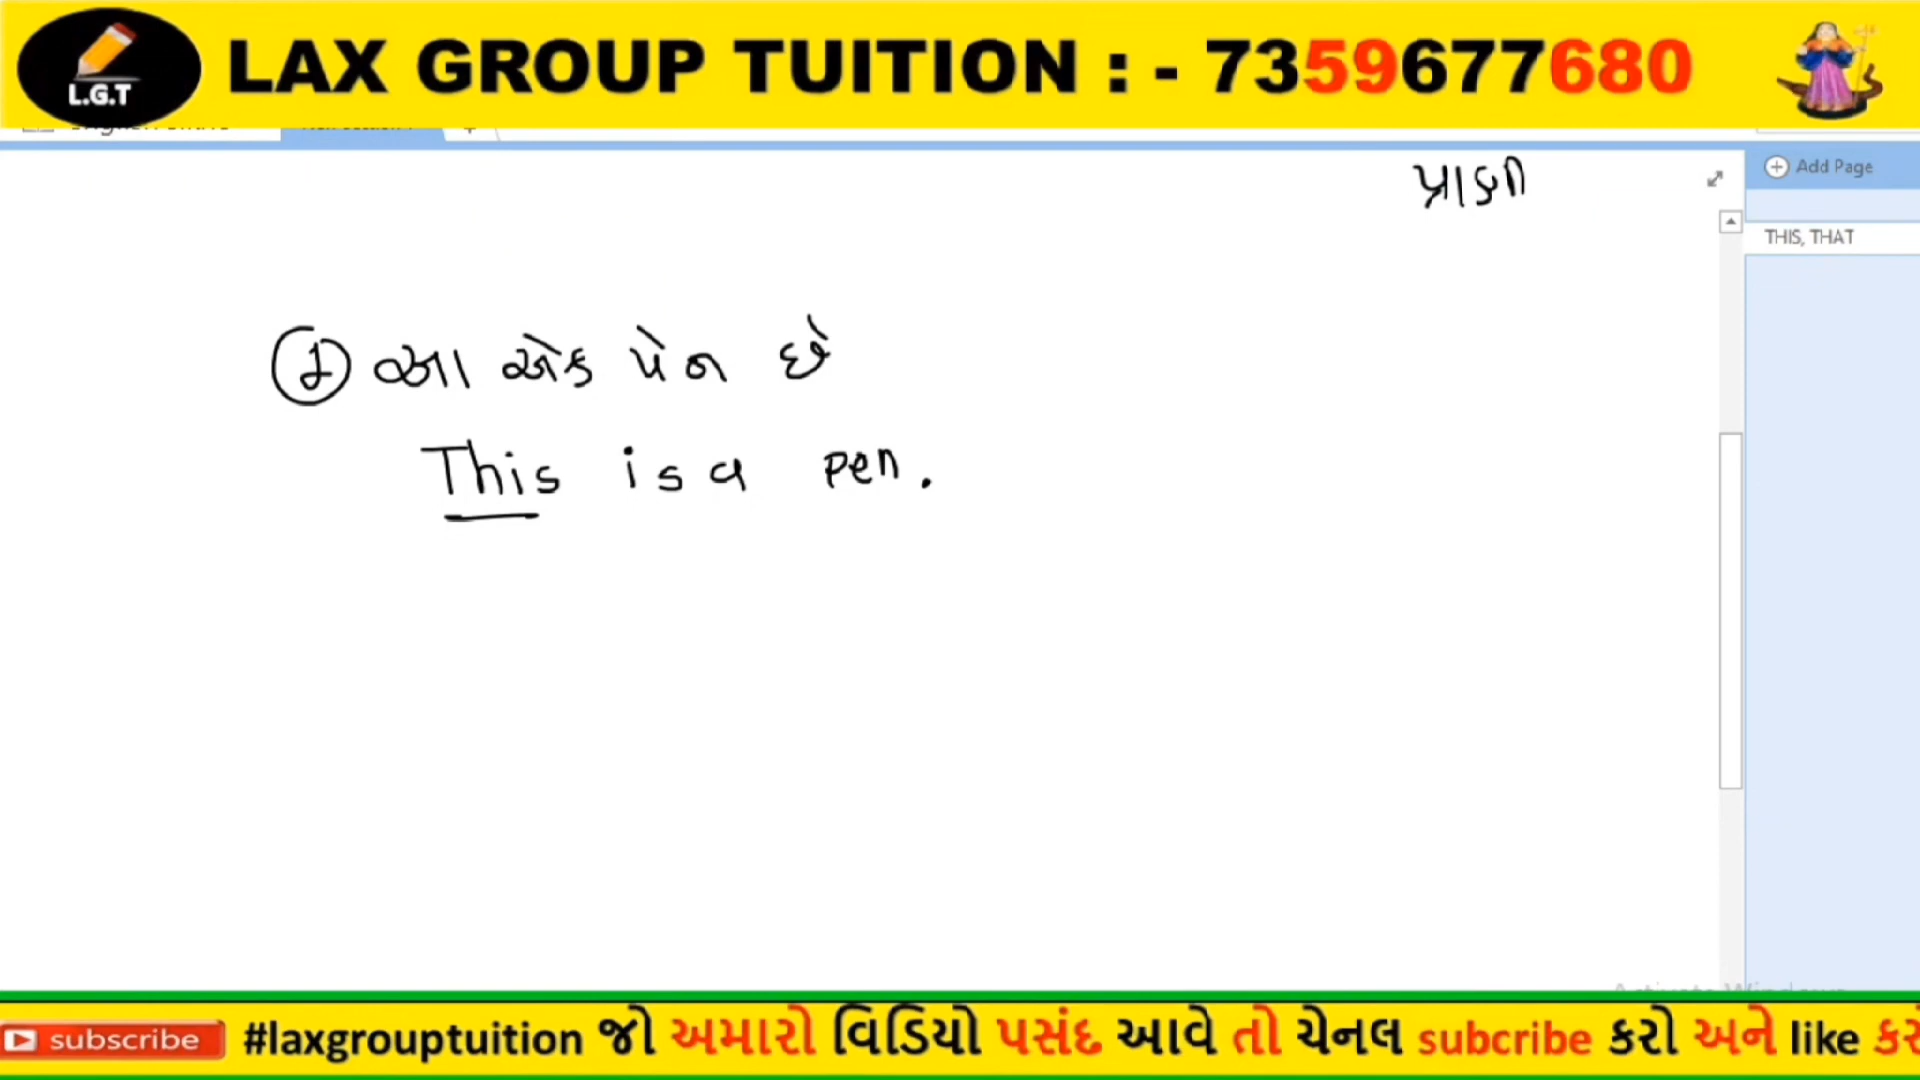 LAX GROUP TUITION : - 7359677680
L.G.T
Add Page
THIS, THAT
① આ એક પેન છે
This is a pen.
subscribe #laxgrouptuition જો અમારો વિડિયો પસંદ આવે તો ચેનલ subcribe કરો અને like